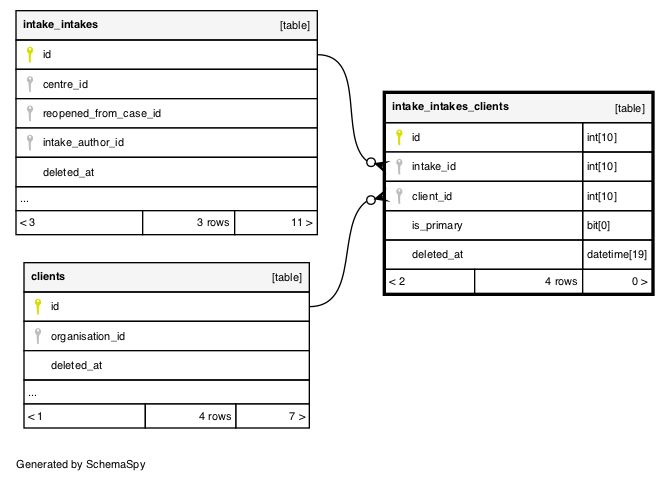 intake_intakes [table]
id
centre_id
reopened_from_case_id
intake_author_id
deleted_at
...
< 3 3 rows 11 >
intake_intakes_clients [table]
id int[10]
intake_id int[10]
client_id int[10]
is_primary bit[0]
deleted_at datetime[19]
< 2 4 rows 0 >
clients [table]
id
organisation_id
deleted_at
...
< 1 4 rows 7 >
Generated by SchemaSpy